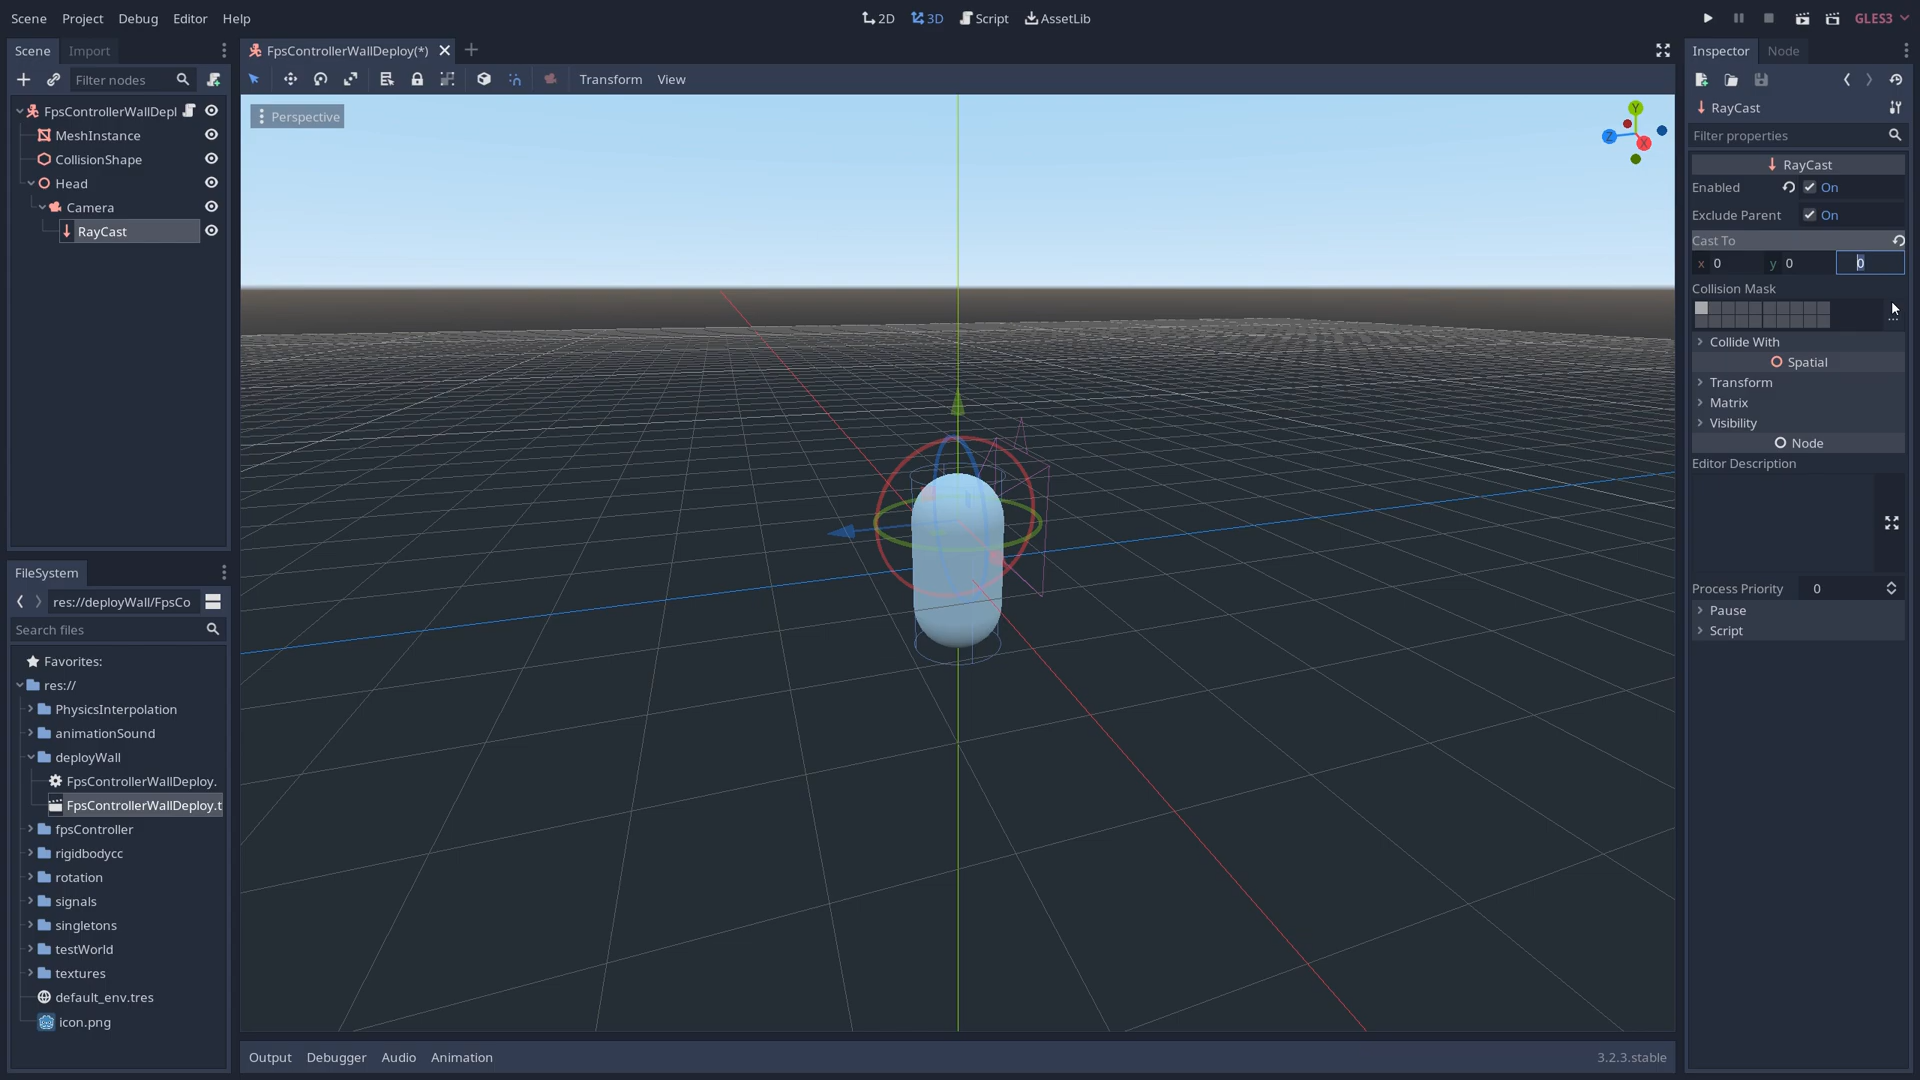 Scene Project Debug Editor Help
2D 3D Script AssetLib
GLES3
Scene Import
FpsControllerWallDeploy(*)
Inspector Node
Filter nodes
Transform View
FpsControllerWallDepl
MeshInstance
CollisionShape
Head
Camera
RayCast
Perspective
Y
Z
X
RayCast
Filter properties
RayCast
Enabled On
Exclude Parent On
Cast To
x 0 y 0 0
Collision Mask
...
Collide With
Spatial
Transform
Matrix
Visibility
Node
Editor Description
Process Priority 0
Pause
Script
FileSystem
res://deployWall/FpsCo
Search files
Favorites:
res://
PhysicsInterpolation
animationSound
deployWall
FpsControllerWallDeploy.
FpsControllerWallDeploy.t
fpsController
rigidbodycc
rotation
signals
singletons
testWorld
textures
default_env.tres
icon.png
Output Debugger Audio Animation
3.2.3.stable